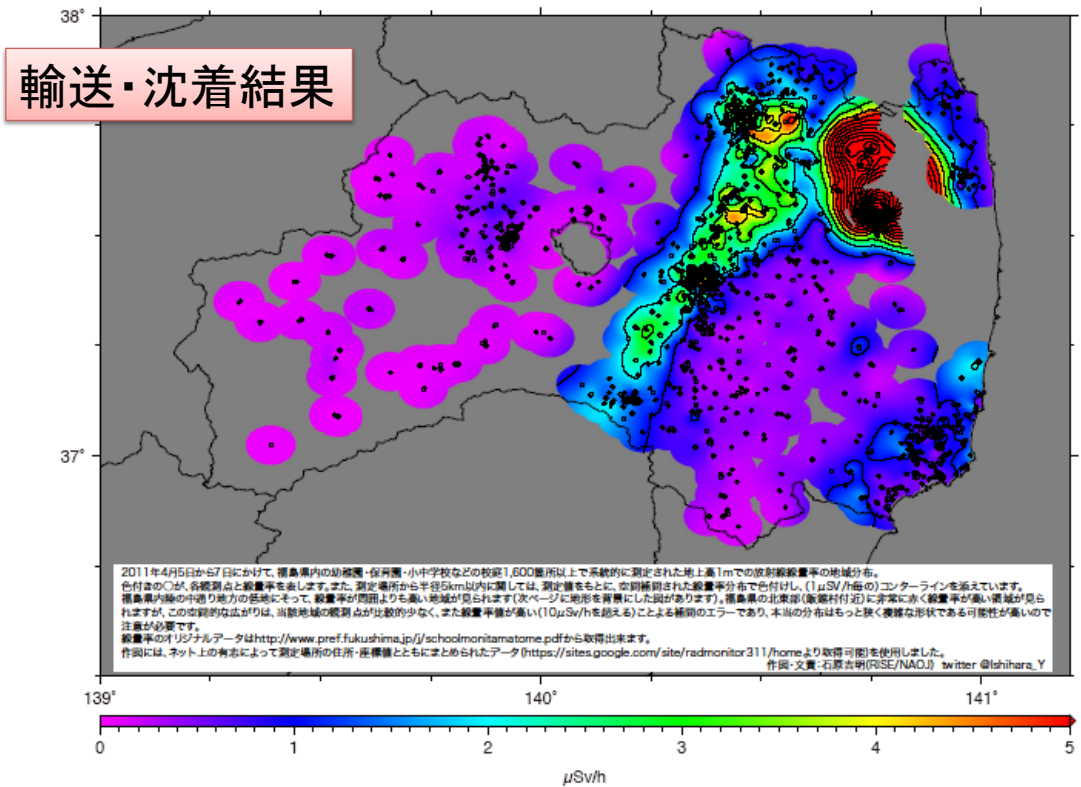 38°
輸送・沈着結果
37°
2011年4月5日から7日にかけて、福島県内の幼稚園・保育園・小中学校などの校庭1,600箇所以上で系統的に測定された地上高1mでの放射線線量率の地域分布。
色付きの○が、各観測点と線量率を表します。また、測定場所から半径5km以内に関しては、測定値をもとに、空間補間された線量率分布で色付けし、(1μSV/h毎の)コンターラインを添えています。
福島県内陸の中通り地方の低地にそって、線量率が周囲よりも高い地域が見られます(次ページに地形を背景にした図があります)。福島県の北東部(飯館村付近)に非常に赤く線量率が高い領域が見ら
れますが、この空間的な広がりは、当該地域の観測点が比較的少なく、また線量率値が高い(10μSv/hを超える)ことよる補間のエラーであり、本当の分布はもっと狭く複雑な形状である可能性が高いので
注意が必要です。
線量率のオリジナルデータはhttp://www.pref.fukushima.jp/j/schoolmonitamatome.pdfから取得出来ます。
作図には、ネット上の有志によって測定場所の住所・座標値とともにまとめられたデータ(https://sites.google.com/site/radmonitor311/homeより取得可能)を使用しました。
作図・文責:石原吉明(RISE/NAOJ) twitter @Ishihara_Y
139° 140° 141°
0 1 2 3 4 5
μSv/h